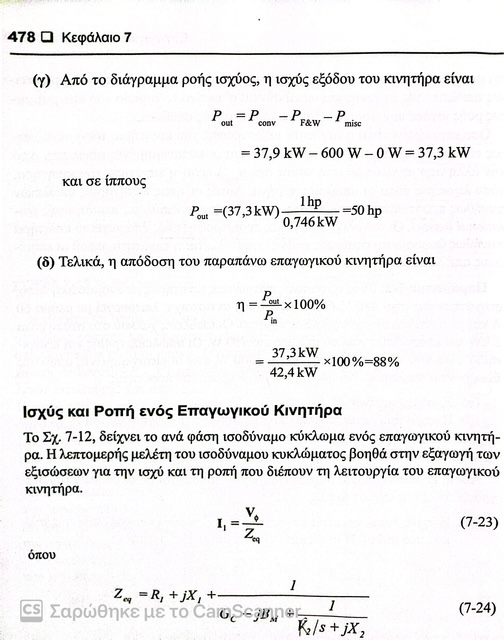 478 ❑ Κεφάλαιο 7
(γ) Από το διάγραμμα ροής ισχύος, η ισχύς εξόδου του κινητήρα είναι
P_out = P_conv − P_F&W − P_misc
= 37,9 kW − 600 W − 0 W = 37,3 kW
και σε ίππους
P_out =(37,3 kW) 1 hp / 0,746 kW =50 hp
(δ) Τελικά, η απόδοση του παραπάνω επαγωγικού κινητήρα είναι
η = P_out / P_in ×100%
= 37,3 kW / 42,4 kW ×100%=88%
Ισχύς και Ροπή ενός Επαγωγικού Κινητήρα
Το Σχ. 7-12, δείχνει το ανά φάση ισοδύναμο κύκλωμα ενός επαγωγικού κινητή-
ρα. Η λεπτομερής μελέτη του ισοδύναμου κυκλώματος βοηθά στην εξαγωγή των
εξισώσεων για την ισχύ και τη ροπή που διέπουν τη λειτουργία του επαγωγικού
κινητήρα.
I_1 = V_φ / Z_eq (7-23)
όπου
Z_eq = R_1 + jX_1 + 1 / (G_C − jB_M + 1 / (R_2/s + jX_2)) (7-24)
CS Σαρώθηκε με το CamScanner